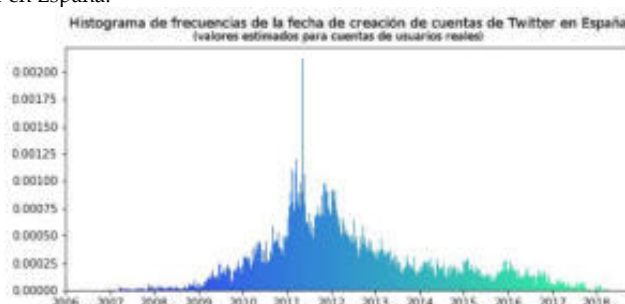 en España.
Histograma de frecuencias de la fecha de creación de cuentas de Twitter en España
(valores estimados para cuentas de usuarios reales)
0.00200
0.00175
0.00150
0.00125
0.00100
0.00075
0.00050
0.00025
0.00000
2006 2007 2008 2009 2010 2011 2012 2013 2014 2015 2016 2017 2018